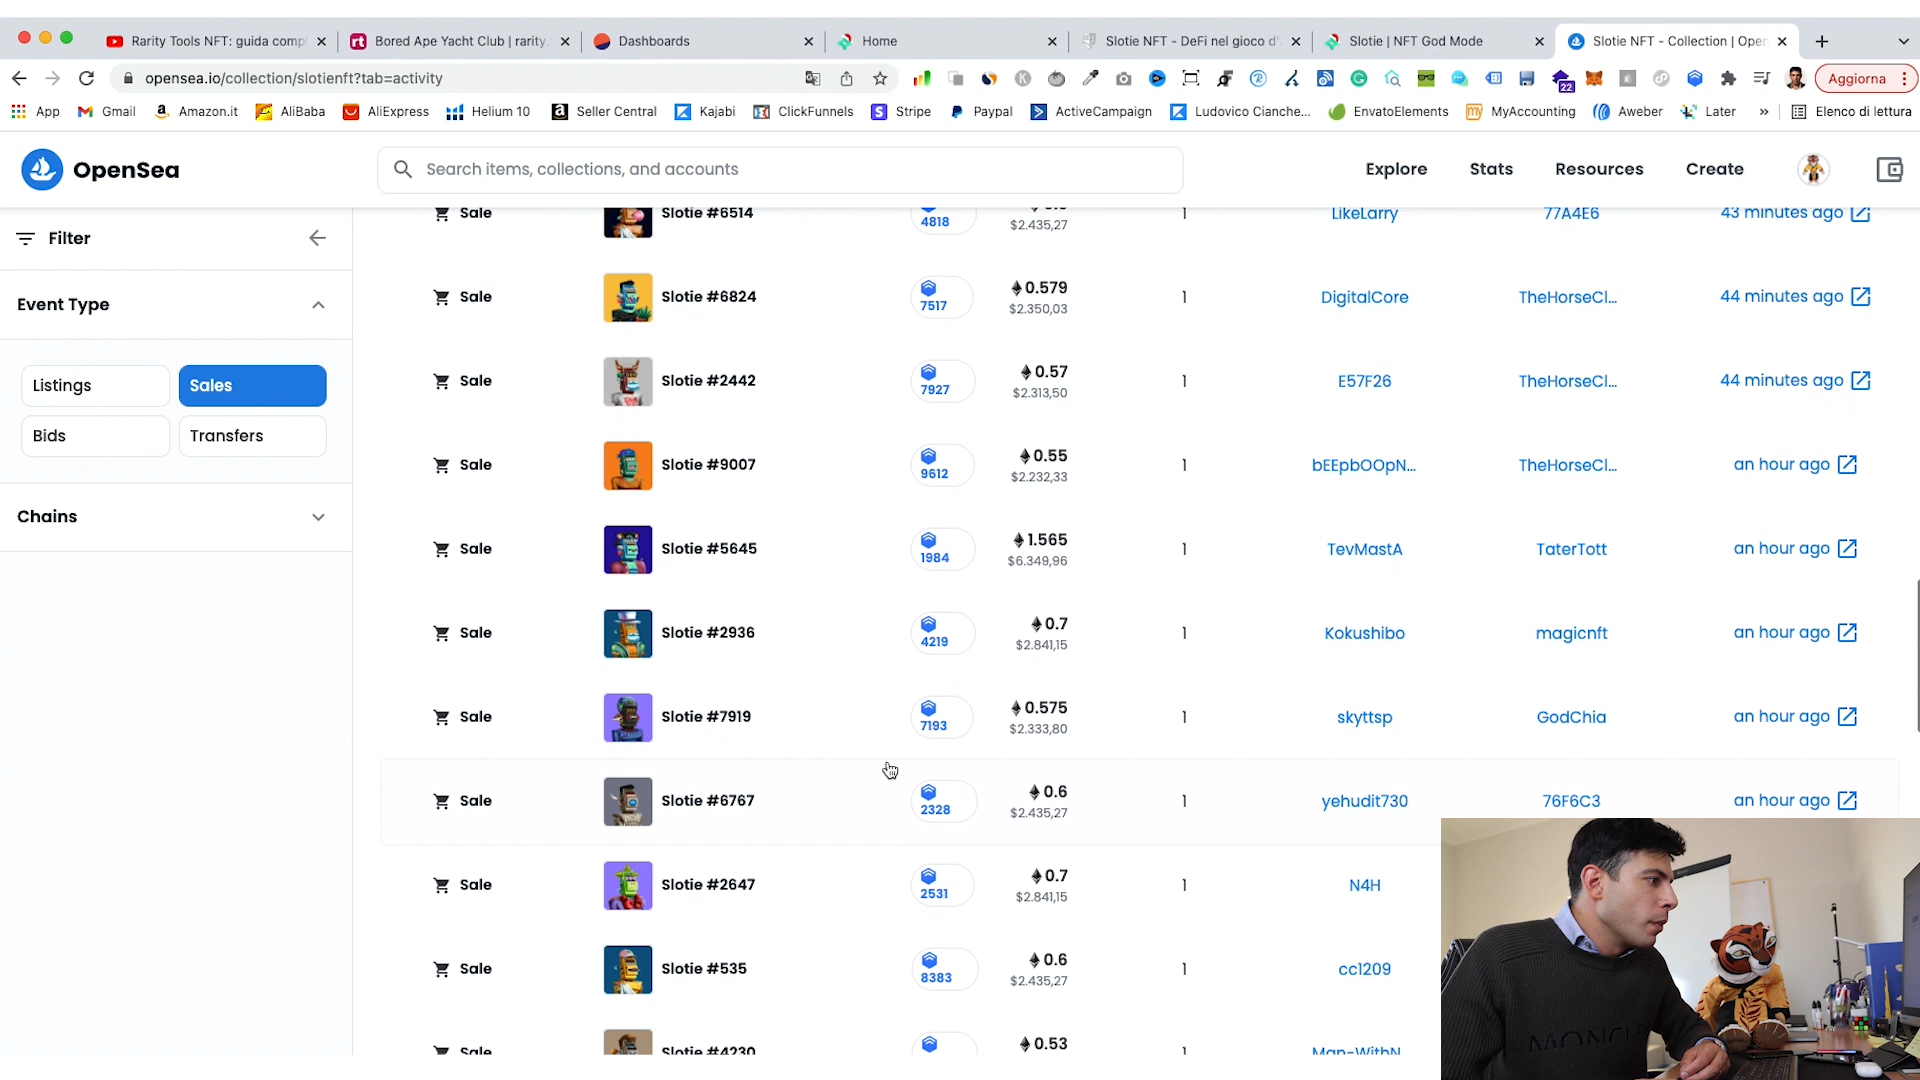 Rarity Tools NFT: guida comp
Bored Ape Yacht Club | rarity.
Dashboards
Home
Slotie NFT - DeFi nel gioco d'
Slotie | NFT God Mode
Slotie NFT - Collection | Open
opensea.io/collection/slotienft?tab=activity
22
Aggiorna
App Gmail Amazon.it AliBaba AliExpress Helium 10 Seller Central Kajabi ClickFunnels Stripe Paypal ActiveCampaign Ludovico Cianche... EnvatoElements MyAccounting Aweber Later » Elenco di lettura
OpenSea
Search items, collections, and accounts
Explore Stats Resources Create
Filter
Event Type
Listings Sales
Bids Transfers
Chains
Sale Slotie #6514 4818 $2.435,27 1 LikeLarry 77A4E6 43 minutes ago
Sale Slotie #6824 7517 0.579 $2.350,03 1 DigitalCore TheHorseCl... 44 minutes ago
Sale Slotie #2442 7927 0.57 $2.313,50 1 E57F26 TheHorseCl... 44 minutes ago
Sale Slotie #9007 9612 0.55 $2.232,33 1 bEEpbOOpN... TheHorseCl... an hour ago
Sale Slotie #5645 1984 1.565 $6.349,96 1 TevMastA TaterTott an hour ago
Sale Slotie #2936 4219 0.7 $2.841,15 1 Kokushibo magicnft an hour ago
Sale Slotie #7919 7193 0.575 $2.333,80 1 skyttsp GodChia an hour ago
Sale Slotie #6767 2328 0.6 $2.435,27 1 yehudit730 76F6C3 an hour ago
Sale Slotie #2647 2531 0.7 $2.841,15 1 N4H
Sale Slotie #535 8383 0.6 $2.435,27 1 cc1209
Sale Slotie #4230 0.53 1 Man-WithN